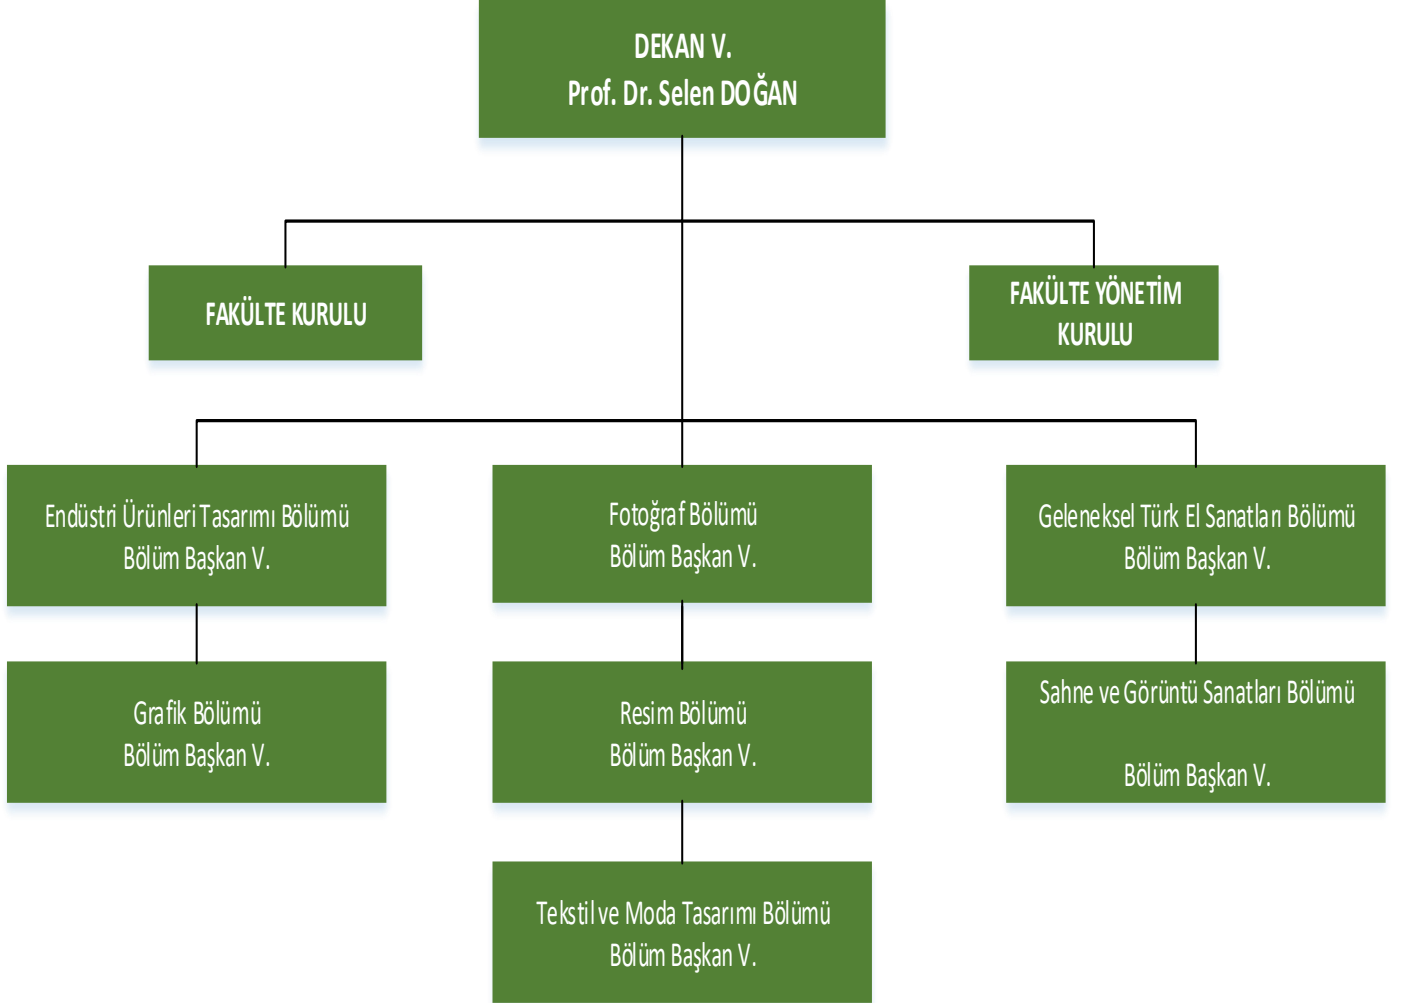 DEKAN V.
Prof. Dr. Selen DOĞAN
FAKÜLTE KURULU
FAKÜLTE YÖNETİM
KURULU
Endüstri Ürünleri Tasarımı Bölümü
Bölüm Başkan V.
Fotoğraf Bölümü
Bölüm Başkan V.
Geleneksel Türk El Sanatları Bölümü
Bölüm Başkan V.
Grafik Bölümü
Bölüm Başkan V.
Resim Bölümü
Bölüm Başkan V.
Sahne ve Görüntü Sanatları Bölümü
Bölüm Başkan V.
Tekstil ve Moda Tasarımı Bölümü
Bölüm Başkan V.